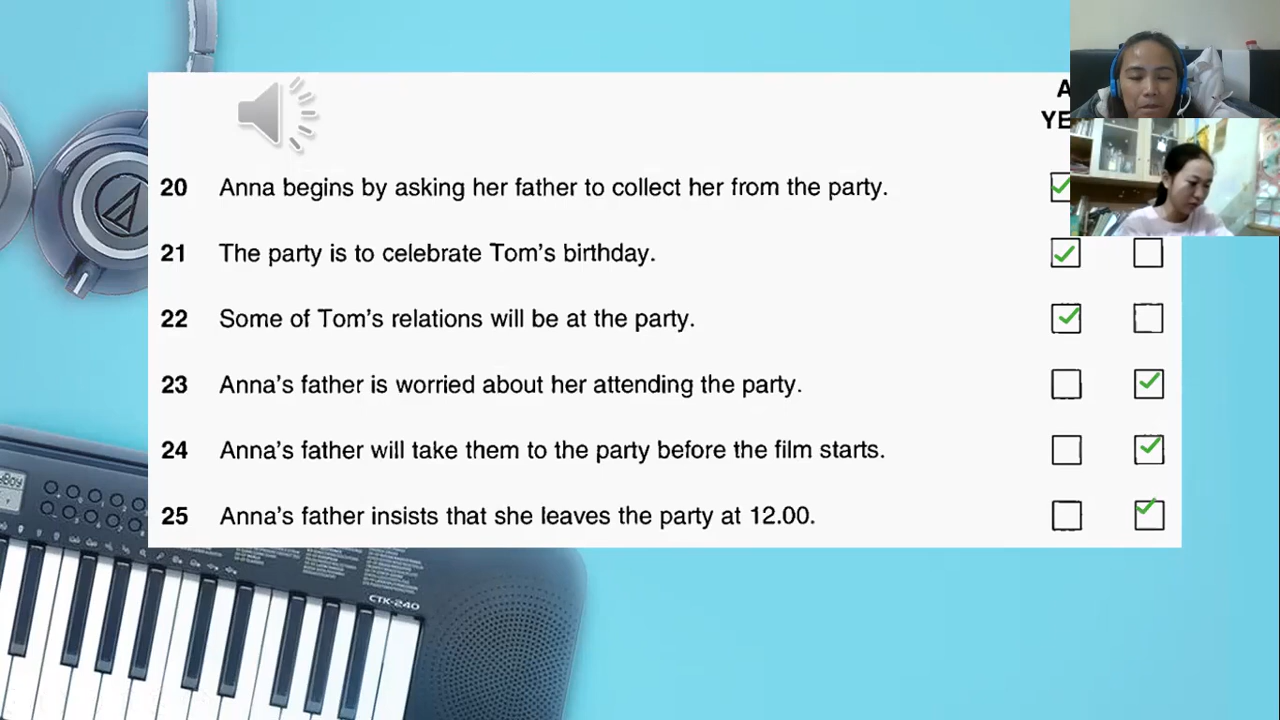 A
YE
20 Anna begins by asking her father to collect her from the party.
21 The party is to celebrate Tom's birthday.
22 Some of Tom's relations will be at the party.
23 Anna's father is worried about her attending the party.
24 Anna's father will take them to the party before the film starts.
25 Anna's father insists that she leaves the party at 12.00.
CTK-240